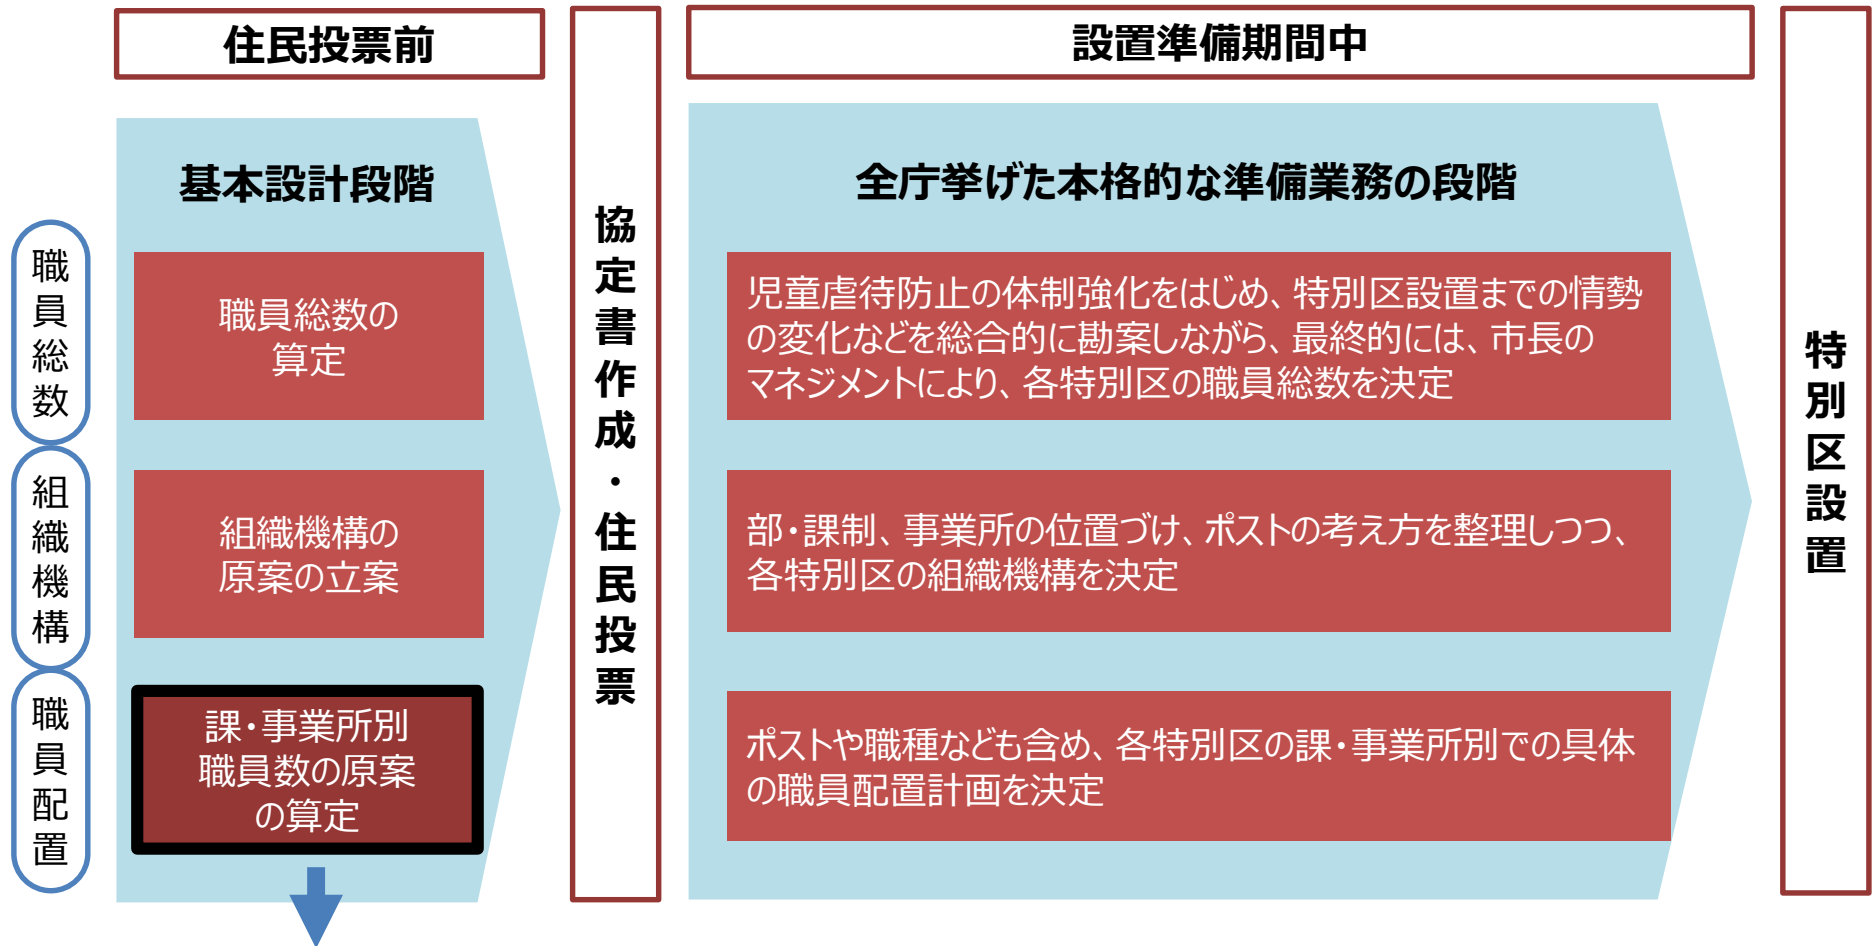 住民投票前
設置準備期間中
基本設計段階
全庁挙げた本格的な準備業務の段階
職員総数
職員総数の
算定
児童虐待防止の体制強化をはじめ、特別区設置までの情勢
の変化などを総合的に勘案しながら、最終的には、市長の
マネジメントにより、各特別区の職員総数を決定
組織機構
組織機構の
原案の立案
部・課制、事業所の位置づけ、ポストの考え方を整理しつつ、
各特別区の組織機構を決定
職員配置
課・事業所別
職員数の原案
の算定
ポストや職種なども含め、各特別区の課・事業所別での具体
の職員配置計画を決定
協定書作成・住民投票
特別区設置